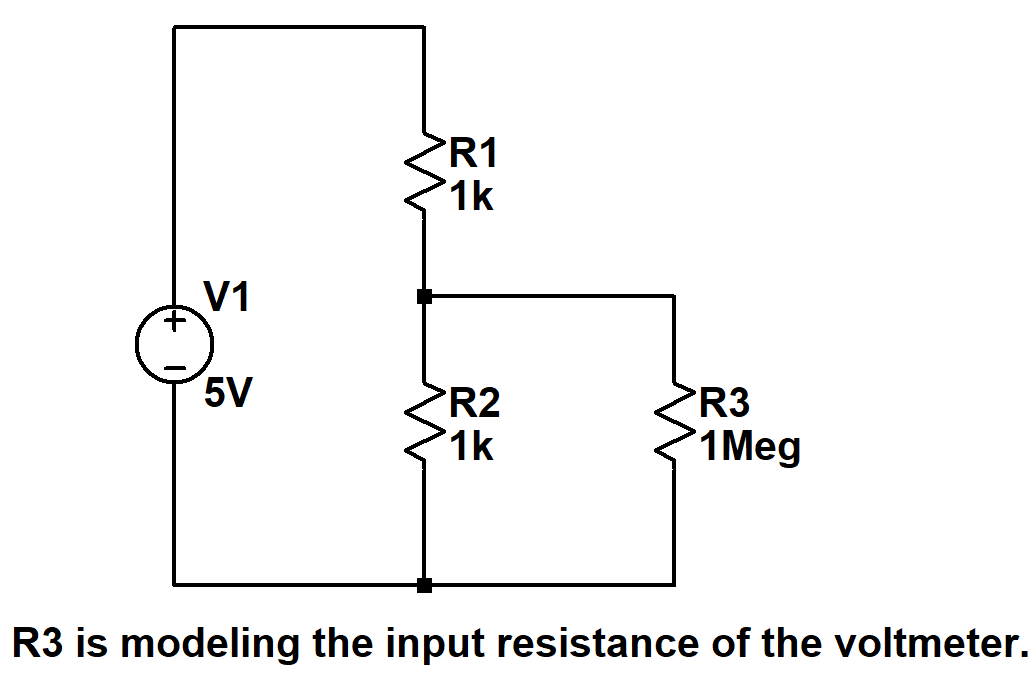 R1
1k
V1
+
−
5V
R2
1k
R3
1Meg
R3 is modeling the input resistance of the voltmeter.